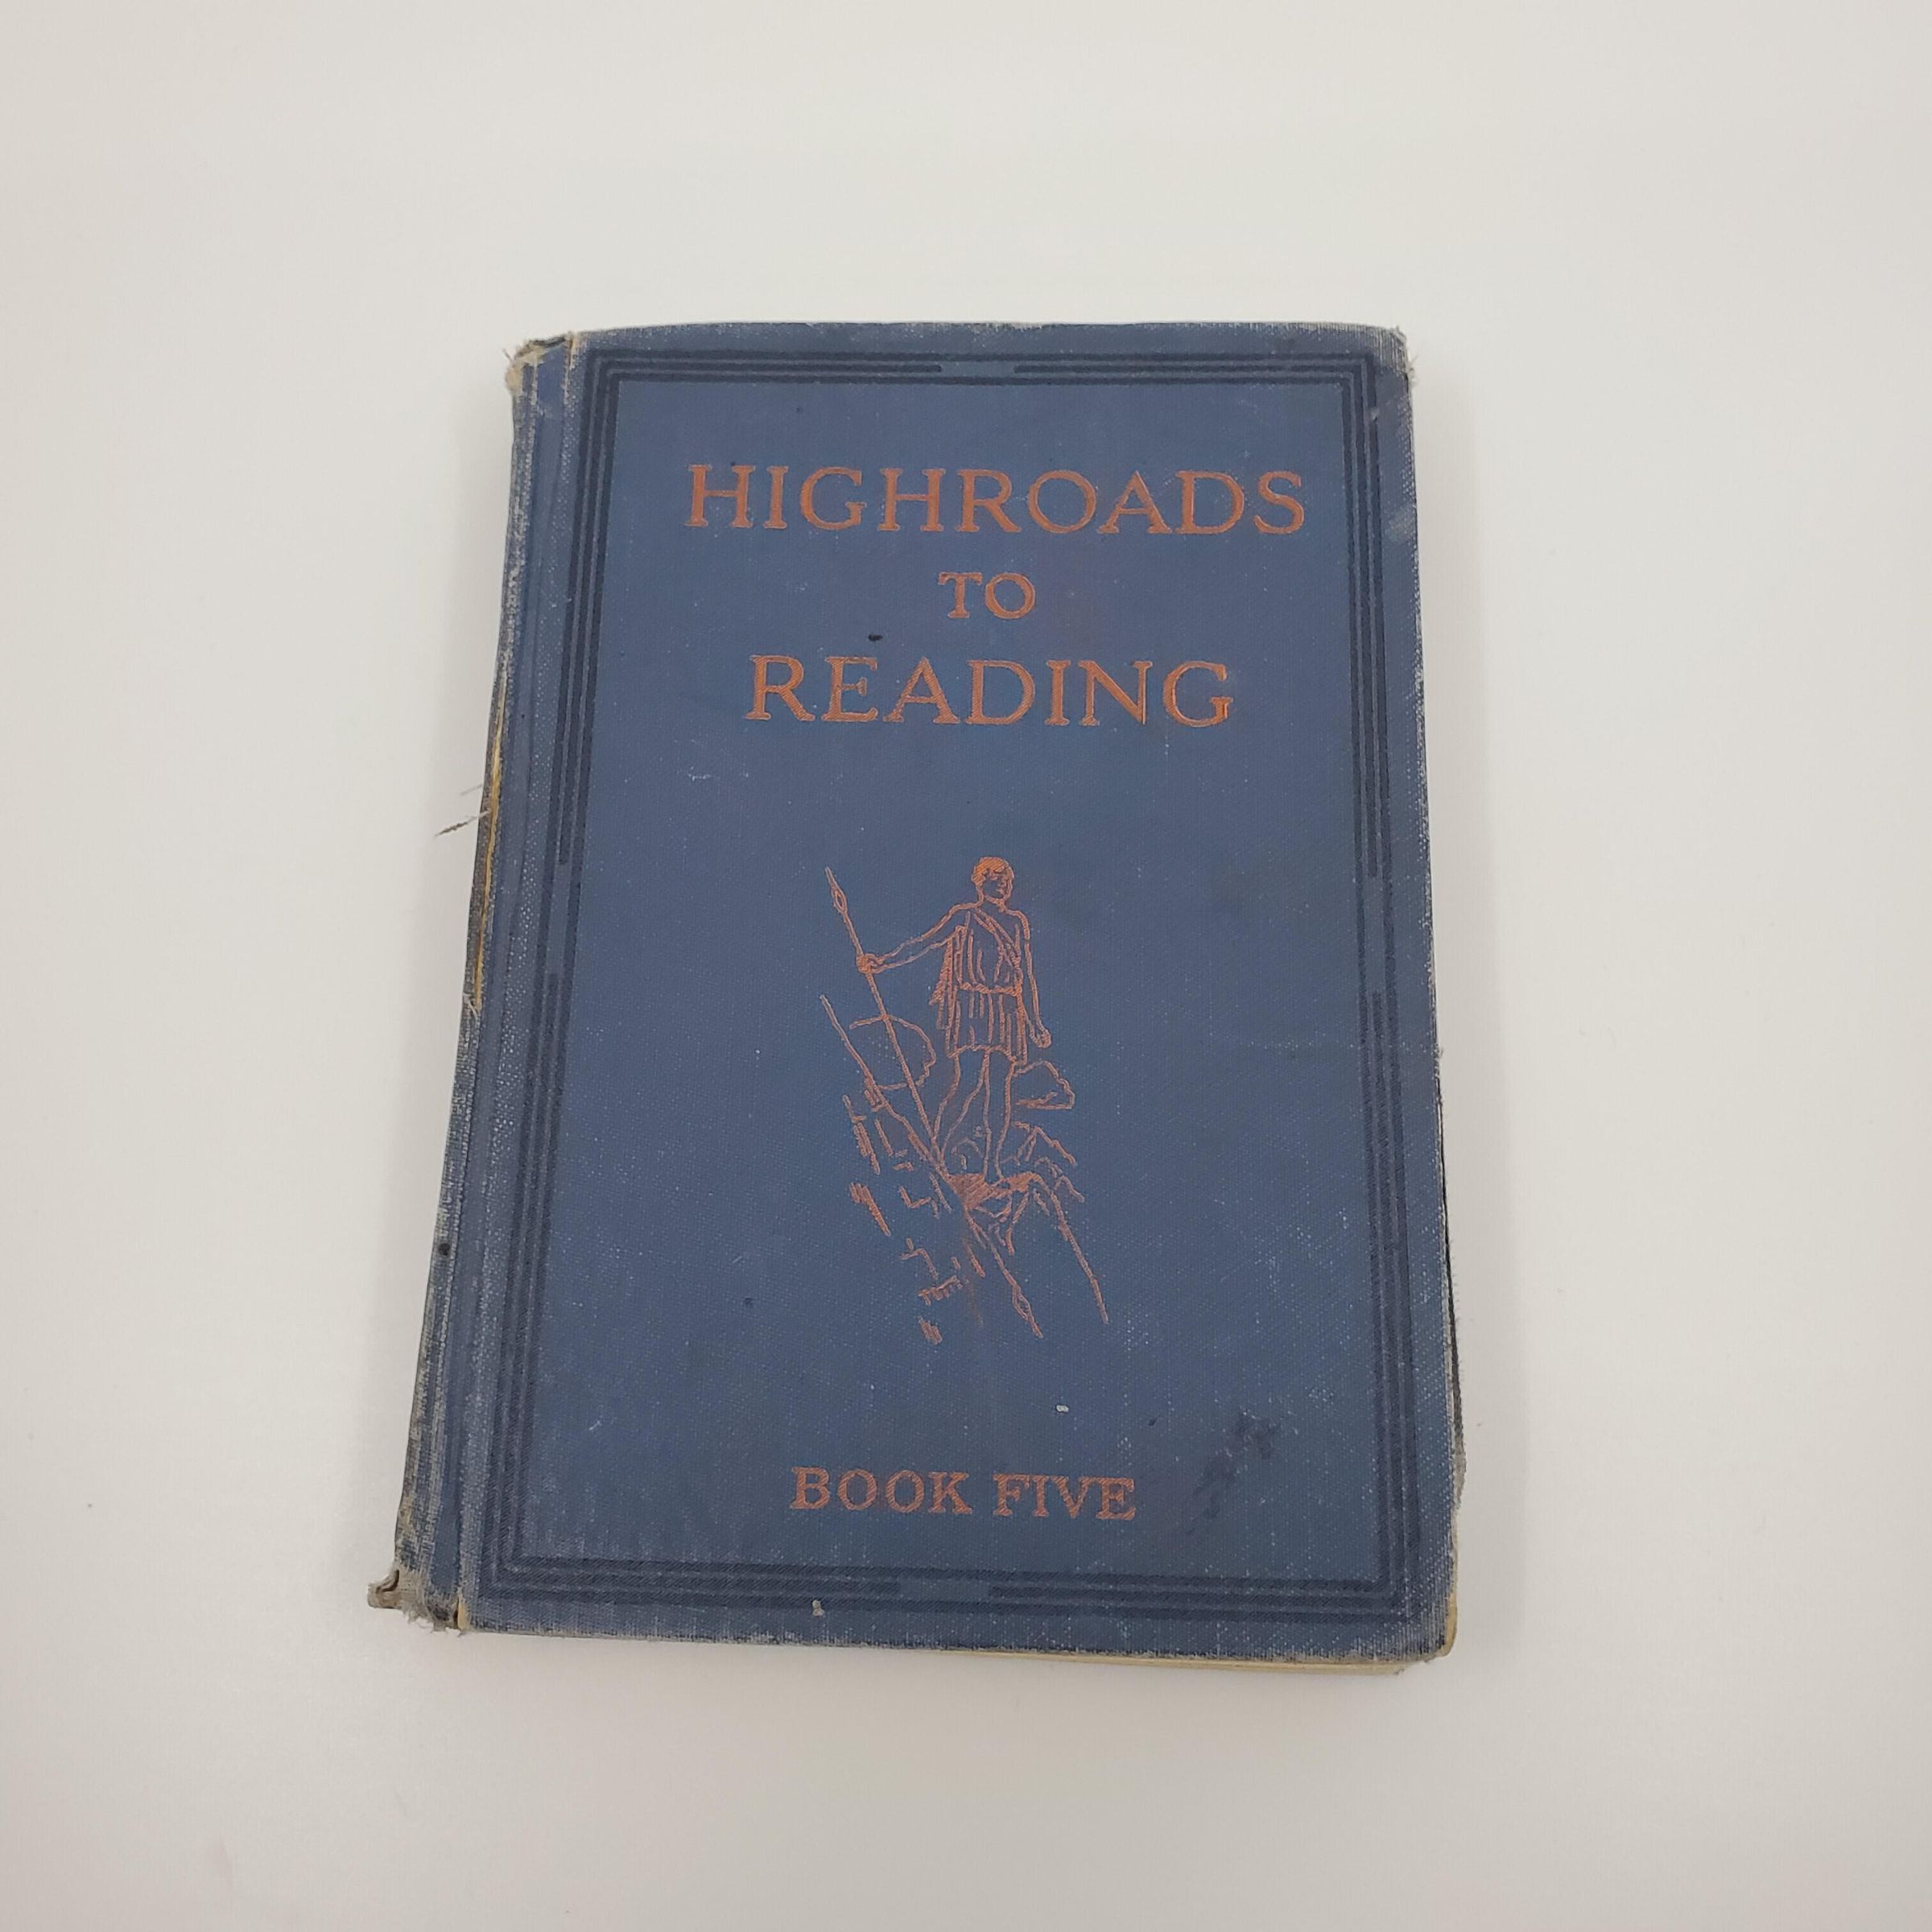 HIGHROADS
TO
READING
BOOK FIVE